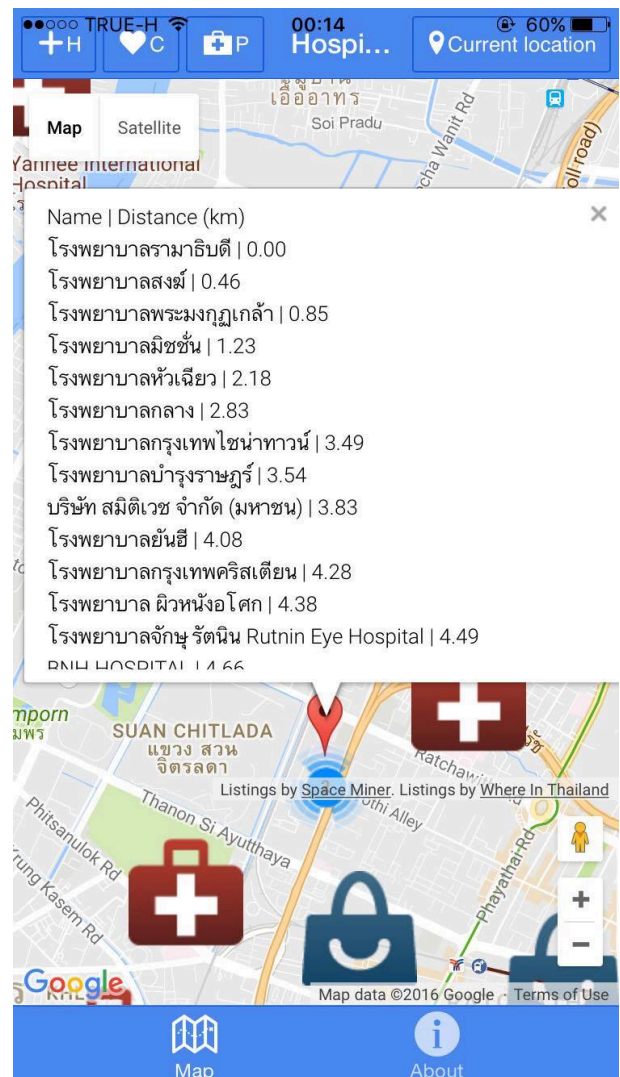 TRUE-H 00:14 60%
H C P Hospi... Current location
เอื้ออาทร
Soi Pradu
Map Satellite
Yannee International
Hospital
Name | Distance (km)
โรงพยาบาลรามาธิบดี | 0.00
โรงพยาบาลสงฆ์ | 0.46
โรงพยาบาลพระมงกุฎเกล้า | 0.85
โรงพยาบาลมิชชั่น | 1.23
โรงพยาบาลหัวเฉียว | 2.18
โรงพยาบาลกลาง | 2.83
โรงพยาบาลกรุงเทพไชน่าทาวน์ | 3.49
โรงพยาบาลบำรุงราษฎร์ | 3.54
บริษัท สมิติเวช จำกัด (มหาชน) | 3.83
โรงพยาบาลยันฮี | 4.08
โรงพยาบาลกรุงเทพคริสเตียน | 4.28
โรงพยาบาล ผิวหนังอโศก | 4.38
โรงพยาบาลจักษุ รัตนิน Rutnin Eye Hospital | 4.49
BNH HOSPITAL | 4.66
SUAN CHITLADA
แขวง สวน
จิตรลดา
Listings by Space Miner. Listings by Where In Thailand
Thanon Si Ayutthaya
Phitsanulok Rd
Krung Kasem Rd
Phayathai Rd
Google
Map data ©2016 Google Terms of Use
Map About